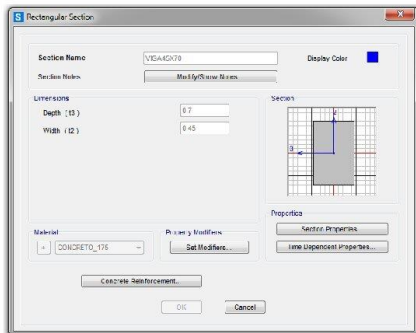 S Rectangular Section
Section Name VIGA45X70 Display Color
Section Notes Modify/Show Notes...
Dimensions Section
Depth ( t3 ) 0.7
Width ( t2 ) 0.45
2
3
Properties
Material Property Modifiers Section Properties...
+ CONCRETO_175 Set Modifiers... Time Dependent Properties...
Concrete Reinforcement...
OK Cancel